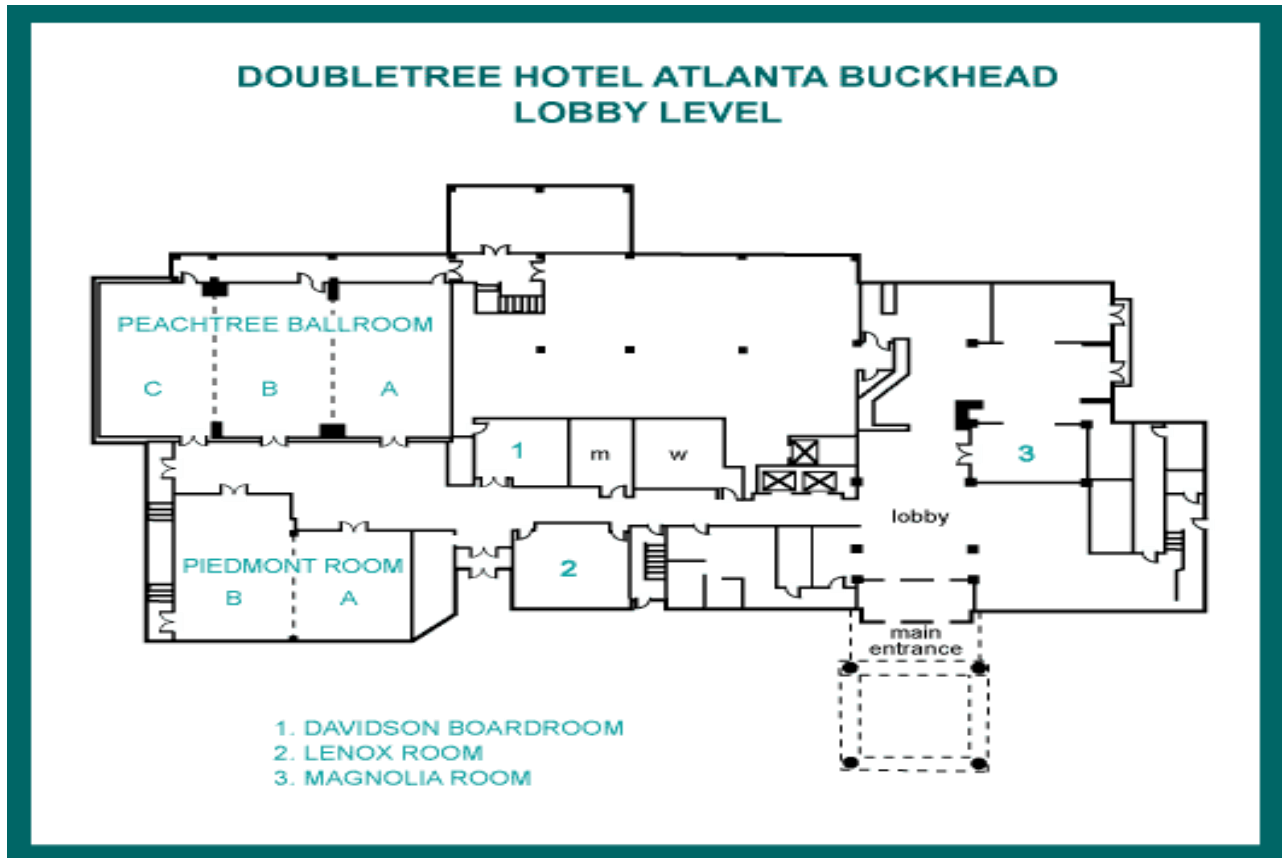 DOUBLETREE HOTEL ATLANTA BUCKHEAD
LOBBY LEVEL
PEACHTREE BALLROOM
C
B
A
1
m
w
3
lobby
2
PIEDMONT ROOM
B
A
main
entrance
1. DAVIDSON BOARDROOM
2. LENOX ROOM
3. MAGNOLIA ROOM